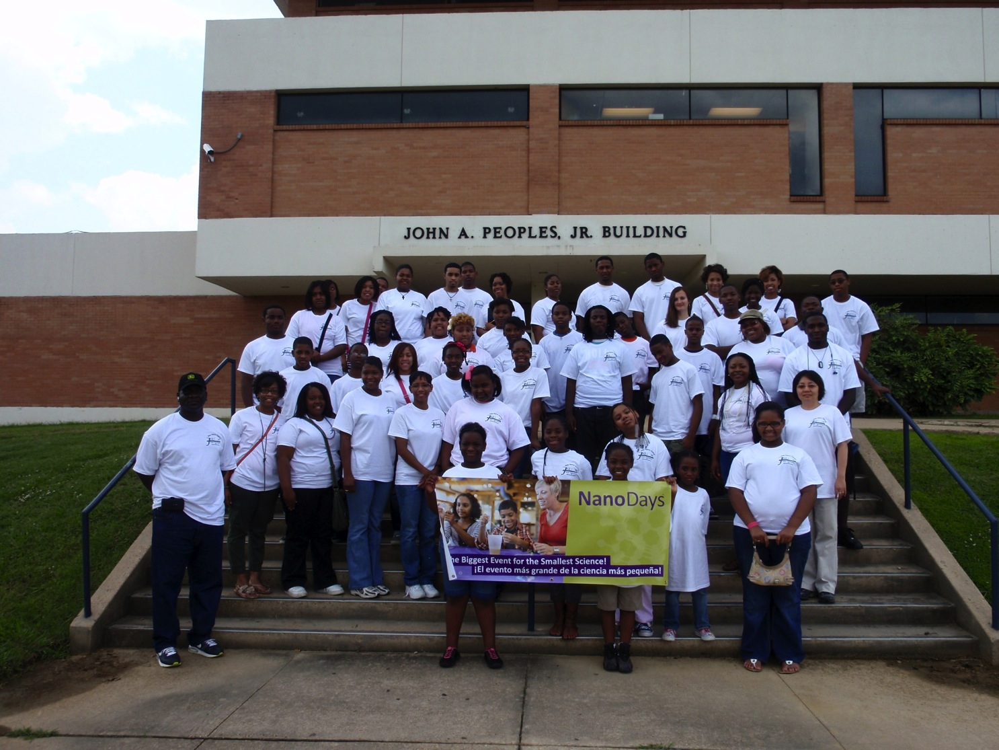 JOHN A. PEOPLES, JR. BUILDING
NanoDays
he Biggest Event for the Smallest Science!
¡El evento más grande de la ciencia más pequeña!